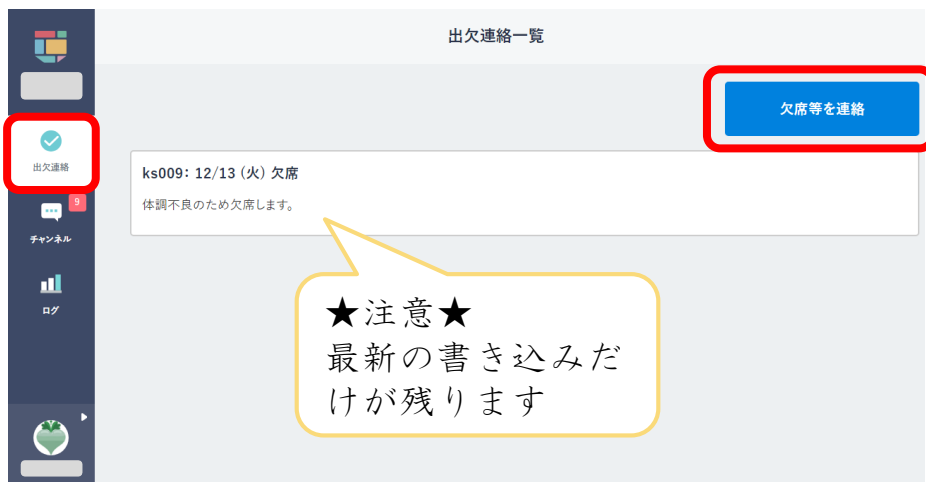 出欠連絡一覧
欠席等を連絡
出欠連絡
ks009: 12/13 (火) 欠席
体調不良のため欠席します。
9
チャンネル
ログ
★注意★
最新の書き込みだ
けが残ります